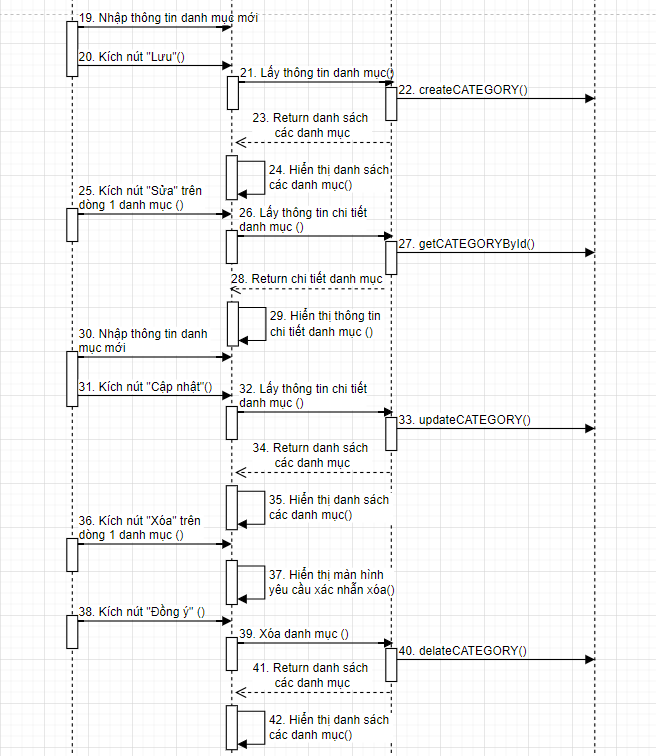 19. Nhập thông tin danh mục mới
20. Kích nút "Lưu"()
21. Lấy thông tin danh mục()
22. createCATEGORY()
23. Return danh sách
các danh mục
24. Hiển thị danh sách
các danh mục()
25. Kích nút "Sửa" trên
dòng 1 danh mục ()
26. Lấy thông tin chi tiết
danh mục ()
27. getCATEGORYById()
28. Return chi tiết danh mục
29. Hiển thị thông tin
chi tiết danh mục ()
30. Nhập thông tin danh
mục mới
31. Kích nút "Cập nhật"()
32. Lấy thông tin chi tiết
danh mục ()
33. updateCATEGORY()
34. Return danh sách
các danh mục
35. Hiển thị danh sách
các danh mục()
36. Kích nút "Xóa" trên
dòng 1 danh mục ()
37. Hiển thị màn hình
yêu cầu xác nhẫn xóa()
38. Kích nút "Đồng ý" ()
39. Xóa danh mục ()
40. delateCATEGORY()
41. Return danh sách
các danh mục
42. Hiển thị danh sách
các danh mục()